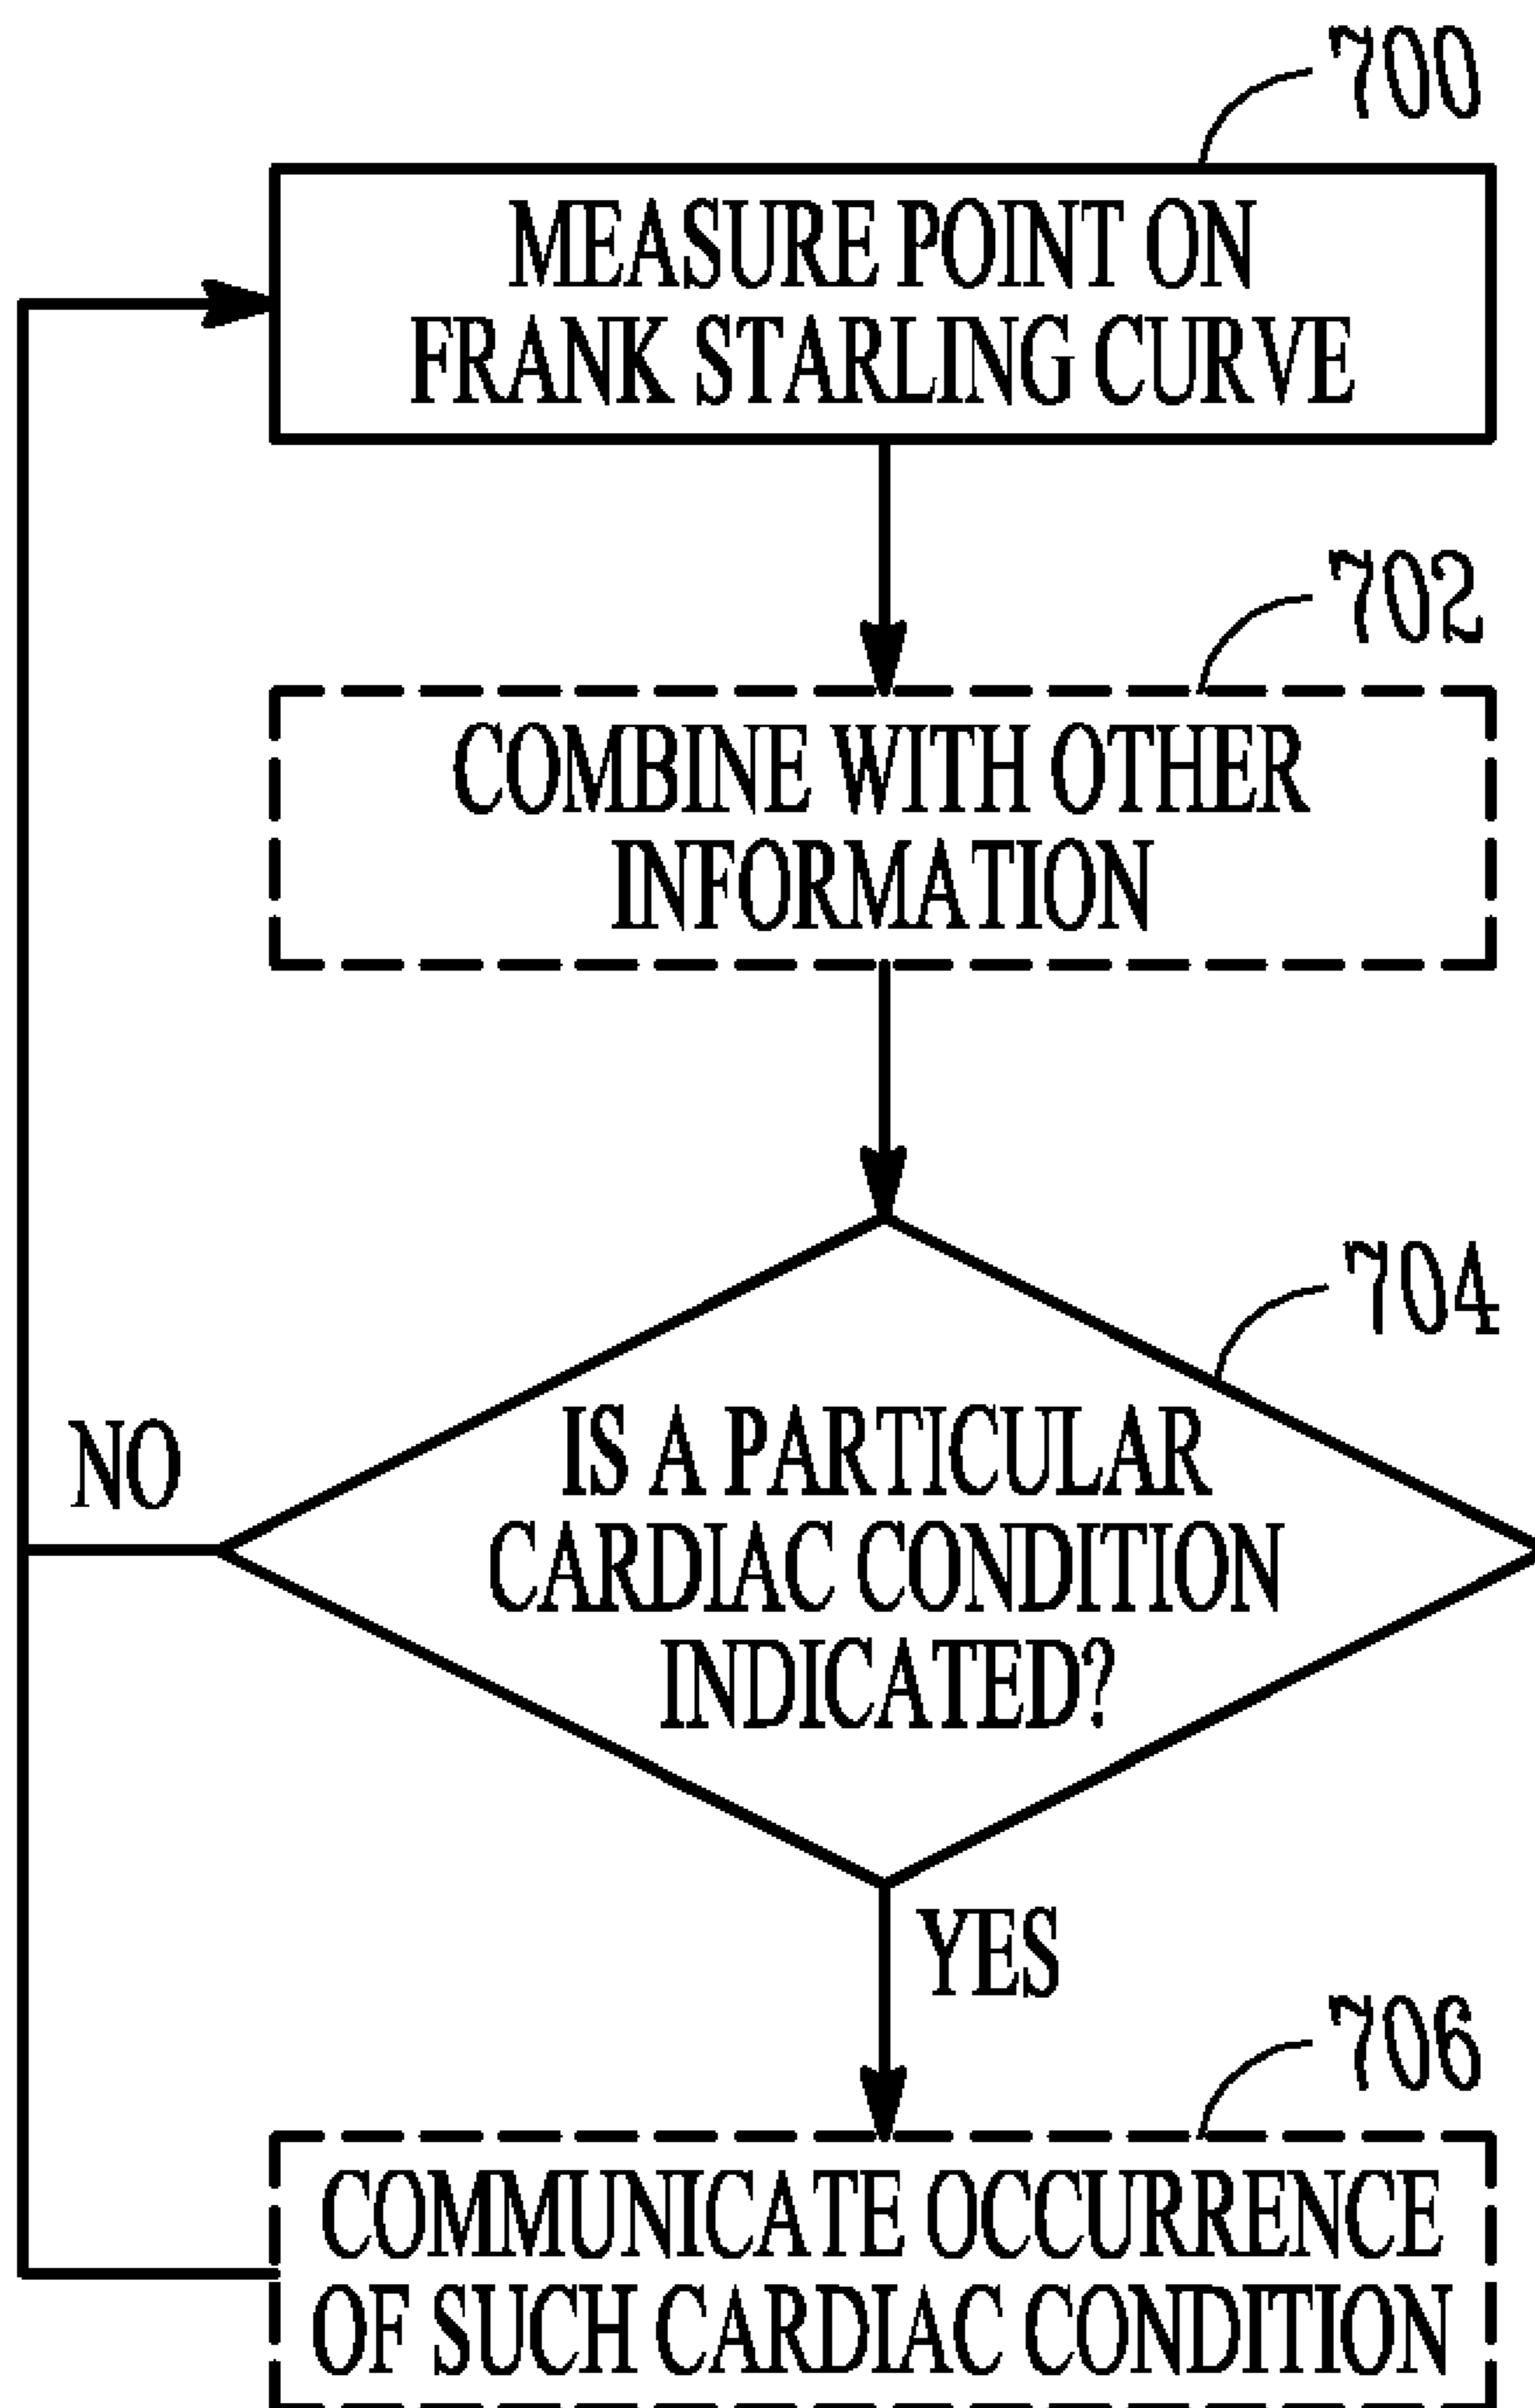 700
MEASURE POINT ON
FRANK STARLING CURVE
702
COMBINE WITH OTHER
INFORMATION
704
IS A PARTICULAR
CARDIAC CONDITION
INDICATED?
NO
YES
706
COMMUNICATE OCCURRENCE
OF SUCH CARDIAC CONDITION